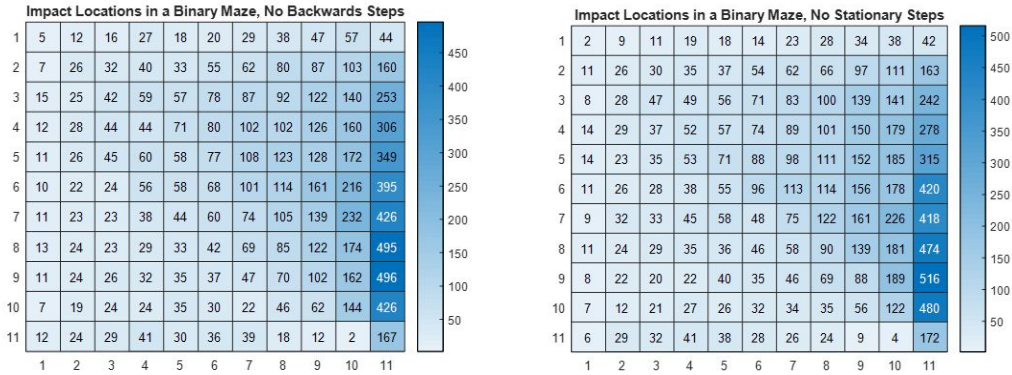 Impact Locations in a Binary Maze, No Backwards Steps
1 5 12 16 27 18 20 29 38 47 57 44
2 7 26 32 40 33 55 62 80 87 103 160
3 15 25 42 59 57 78 87 92 122 140 253
4 12 28 44 44 71 80 102 102 126 160 306
5 11 26 45 60 58 77 108 123 128 172 349
6 10 22 24 56 58 68 101 114 161 216 395
7 11 23 23 38 44 60 74 105 139 232 426
8 13 24 23 29 33 42 69 85 122 174 495
9 11 24 26 32 35 37 47 70 102 162 496
10 7 19 24 24 35 30 22 46 62 144 426
11 12 24 29 41 30 36 39 18 12 2 167
1 2 3 4 5 6 7 8 9 10 11
450
400
350
300
250
200
150
100
50
Impact Locations in a Binary Maze, No Stationary Steps
1 2 9 11 19 18 14 23 28 34 38 42
2 11 26 30 35 37 54 62 66 97 111 163
3 8 28 47 49 56 71 83 100 139 141 242
4 14 29 37 52 57 74 89 101 150 179 278
5 14 23 35 53 71 88 98 111 152 185 315
6 11 26 28 38 55 96 113 114 156 178 420
7 9 32 33 45 58 48 75 122 161 226 418
8 11 24 29 35 36 46 58 90 139 181 474
9 8 22 20 22 40 35 46 69 88 189 516
10 7 12 21 27 26 32 34 35 56 122 480
11 6 29 32 41 38 28 26 24 9 4 172
1 2 3 4 5 6 7 8 9 10 11
500
450
400
350
300
250
200
150
100
50